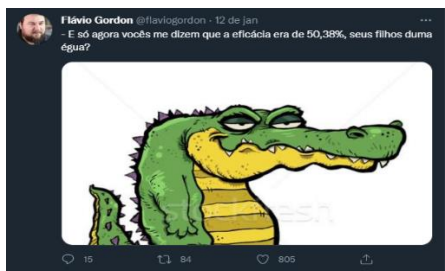 Flávio Gordon @flaviogordon · 12 de jan
- E só agora vocês me dizem que a eficácia era de 50,38%, seus filhos duma
égua?
stockfresh
15 84 805